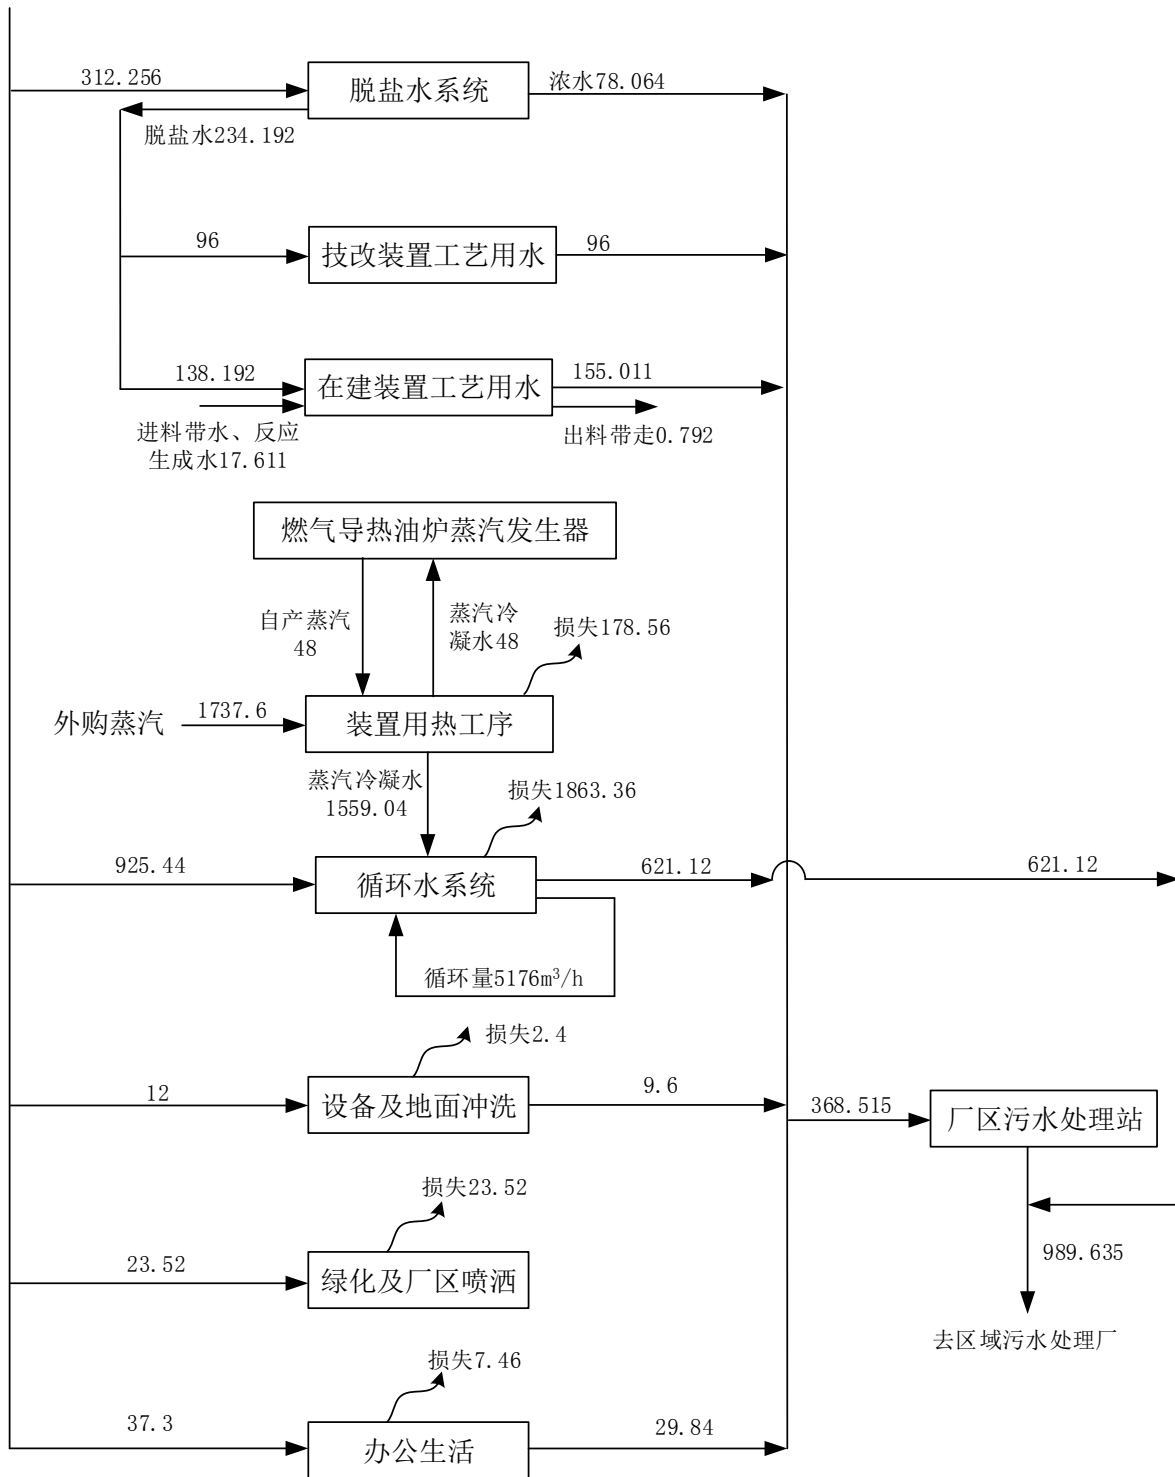 312.256
脱盐水系统
浓水78.064
脱盐水234.192
96
技改装置工艺用水
96
138.192
在建装置工艺用水
155.011
进料带水、反应
生成水17.611
出料带走0.792
燃气导热油炉蒸汽发生器
自产蒸汽
48
蒸汽冷
凝水48
损失178.56
外购蒸汽
1737.6
装置用热工序
蒸汽冷凝水
1559.04
损失1863.36
925.44
循环水系统
621.12
621.12
循环量5176m³/h
损失2.4
12
设备及地面冲洗
9.6
368.515
厂区污水处理站
损失23.52
23.52
绿化及厂区喷洒
989.635
去区域污水处理厂
损失7.46
37.3
办公生活
29.84